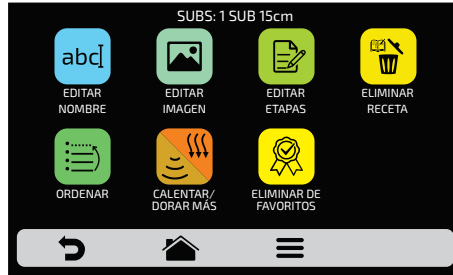 SUBS: 1 SUB 15cm
abc
EDITAR
NOMBRE
EDITAR
IMAGEN
EDITAR
ETAPAS
ELIMINAR
RECETA
ORDENAR
CALENTAR/
DORAR MÁS
ELIMINAR DE
FAVORITOS